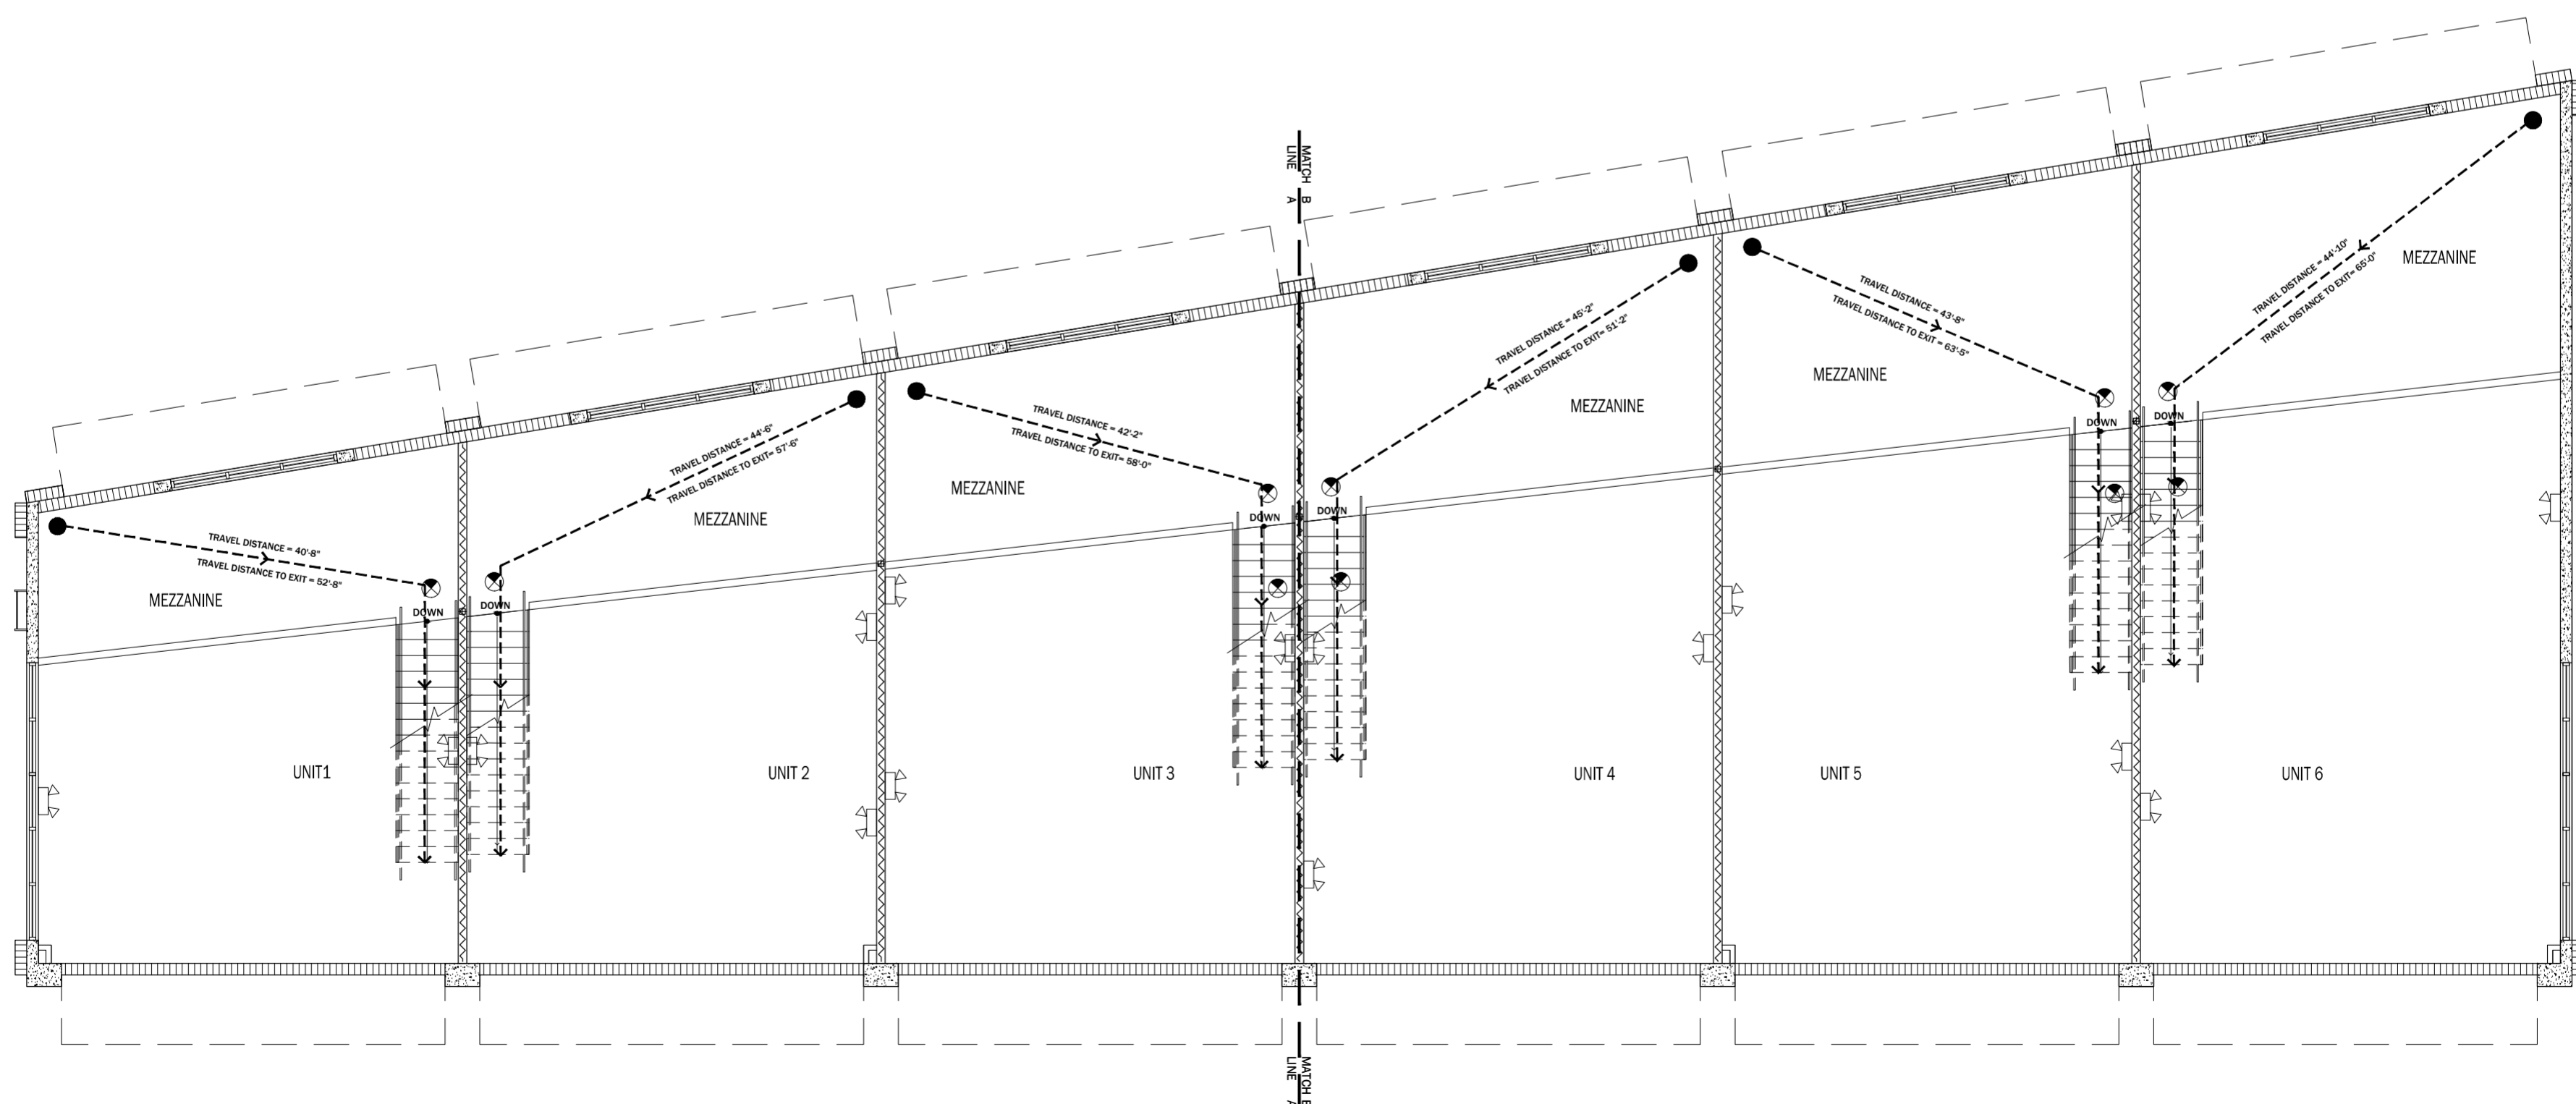 MATCH B
LINE A
TRAVEL DISTANCE = 40'-8"
TRAVEL DISTANCE TO EXIT = 52'-8"
MEZZANINE
DOWN
UNIT1
TRAVEL DISTANCE = 44'-6"
TRAVEL DISTANCE TO EXIT= 57'-6"
MEZZANINE
DOWN
UNIT 2
TRAVEL DISTANCE = 42'-2"
TRAVEL DISTANCE TO EXIT= 58'-0"
MEZZANINE
DOWN
UNIT 3
TRAVEL DISTANCE = 45'-2"
TRAVEL DISTANCE TO EXIT= 51'-2"
MEZZANINE
DOWN
UNIT 4
TRAVEL DISTANCE = 43'-8"
TRAVEL DISTANCE TO EXIT = 63'-5"
MEZZANINE
DOWN
UNIT 5
TRAVEL DISTANCE = 44'-10"
TRAVEL DISTANCE TO EXIT= 65'-0"
MEZZANINE
DOWN
UNIT 6
MATCH
LINE